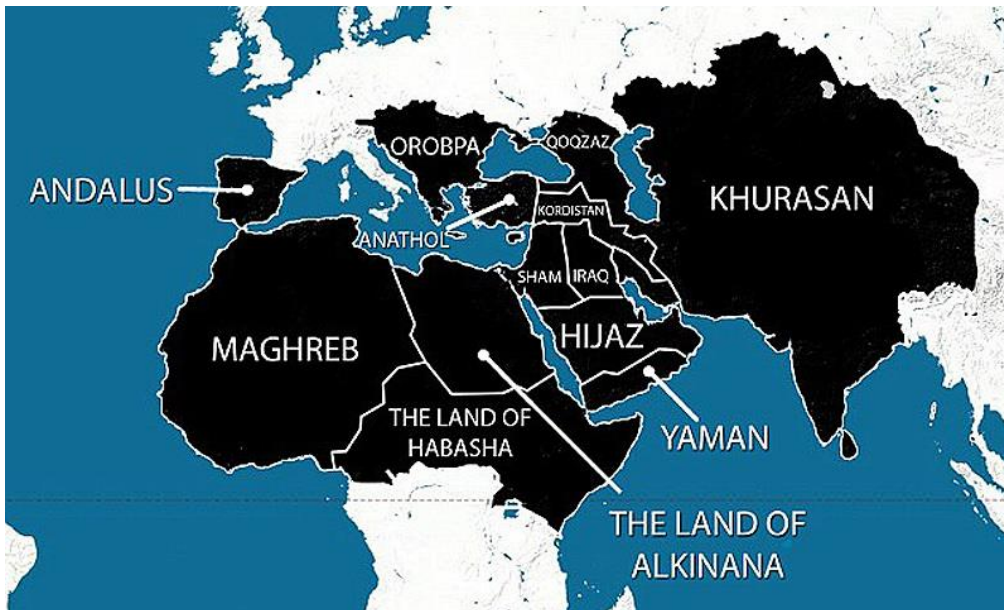 OROBPA
QOQZAZ
ANDALUS
KHURASAN
KORDISTAN
ANATHOL
SHAM
IRAQ
HIJAZ
MAGHREB
THE LAND OF
HABASHA
YAMAN
THE LAND OF
ALKINANA